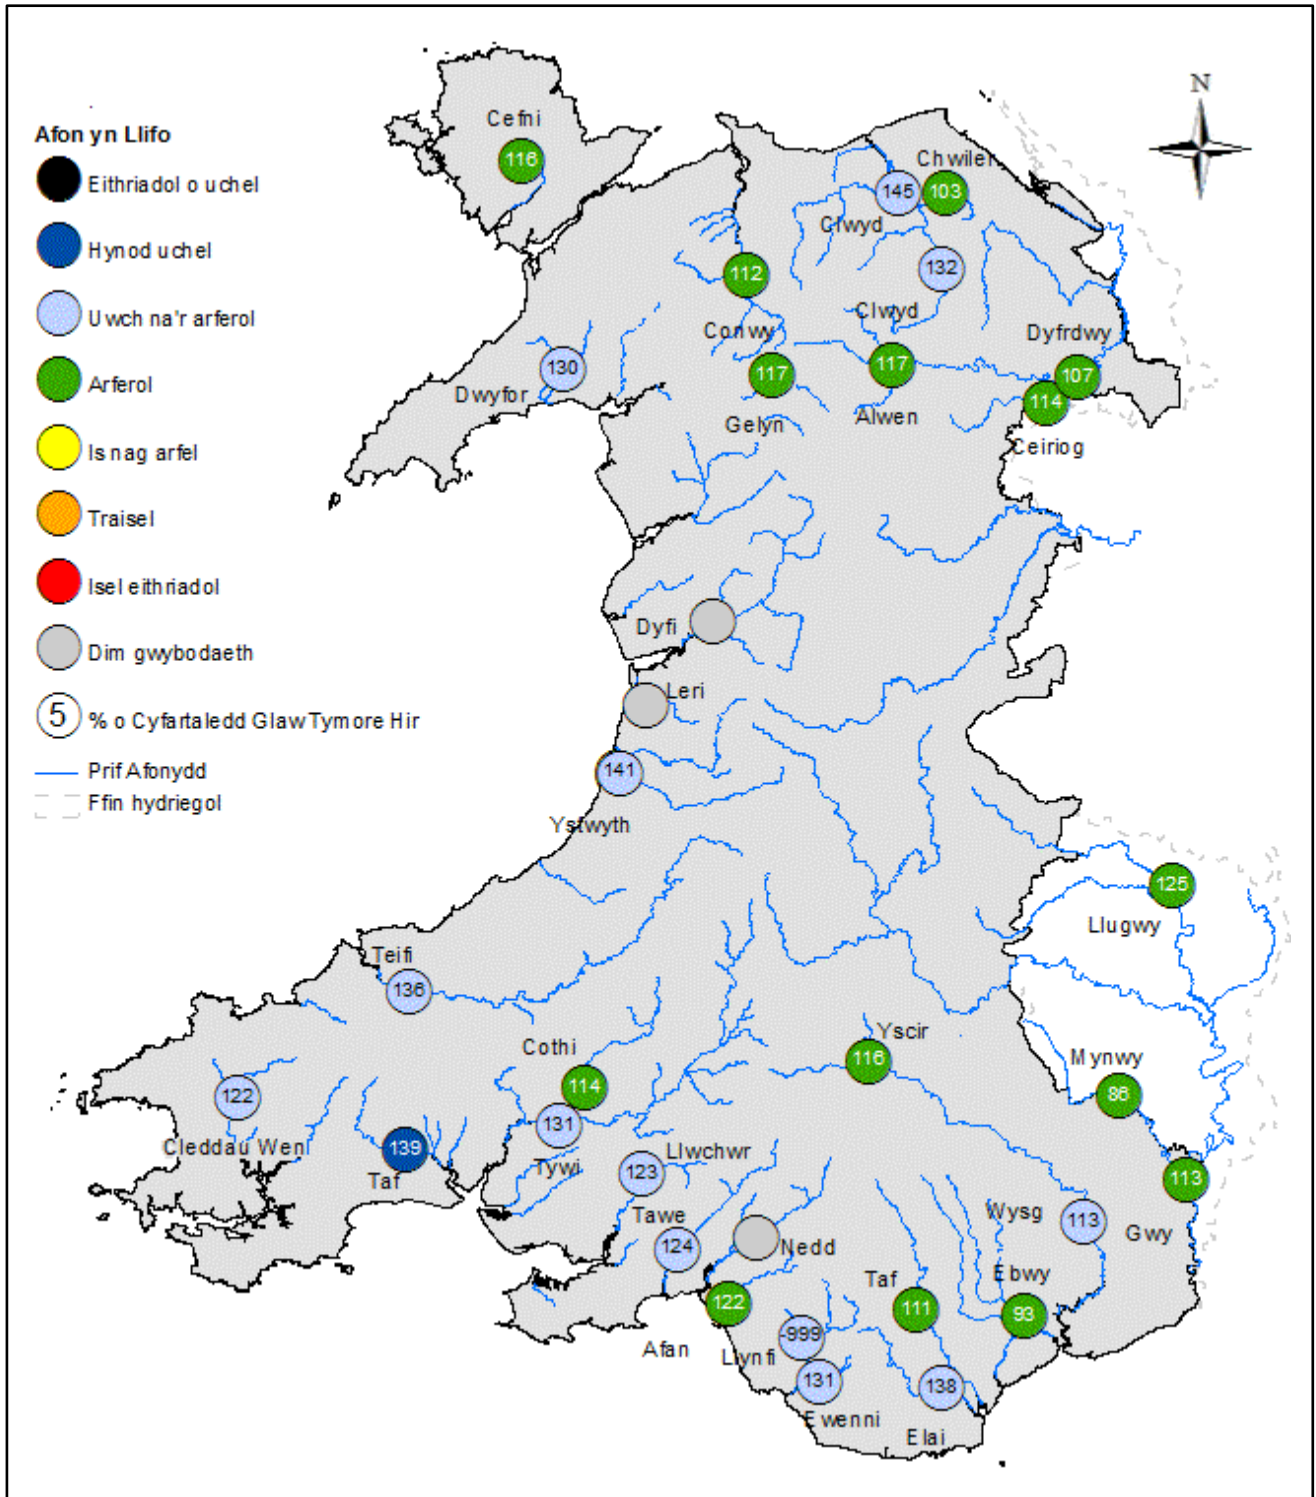 N
Afon yn Llifo
Eithriadol o uchel
Hynod uchel
Uwch na'r arferol
Arferol
Is nag arfel
Traisel
Isel eithriadol
Dim gwybodaeth
5 % o Cyfartaledd Glaw Tymore Hir
Prif Afonydd
Ffin hydriegol
Cefni
116
Chwiler
145
103
Clwyd
132
112
Conwy
Clwyd
Dyfrdwy
130
Dwyfor
117
117
107
114
Gelyn
Alwen
Ceiriog
Dyfi
Leri
141
Ystwyth
125
Llugwy
Teifi
136
Cothi
Yscir
116
Mynwy
86
122
114
131
Cleddau Wen
139
Taf
Tywi
Llwchwr
123
113
Tawe
Wysg
113
Gwy
124
Nedd
Taf
Ebwy
122
111
93
Afan
-999
Llynfi
131
138
Ewenni
Elai